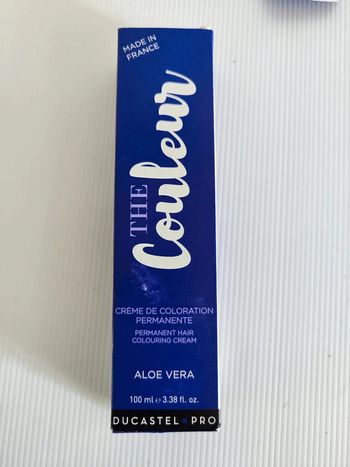 MADE IN
FRANCE
THE
Couleur
CRÈME DE COLORATION
PERMANENTE
PERMANENT HAIR
COLOURING CREAM
ALOE VERA
100 ml e 3.38 fl. oz.
DUCASTEL PRO